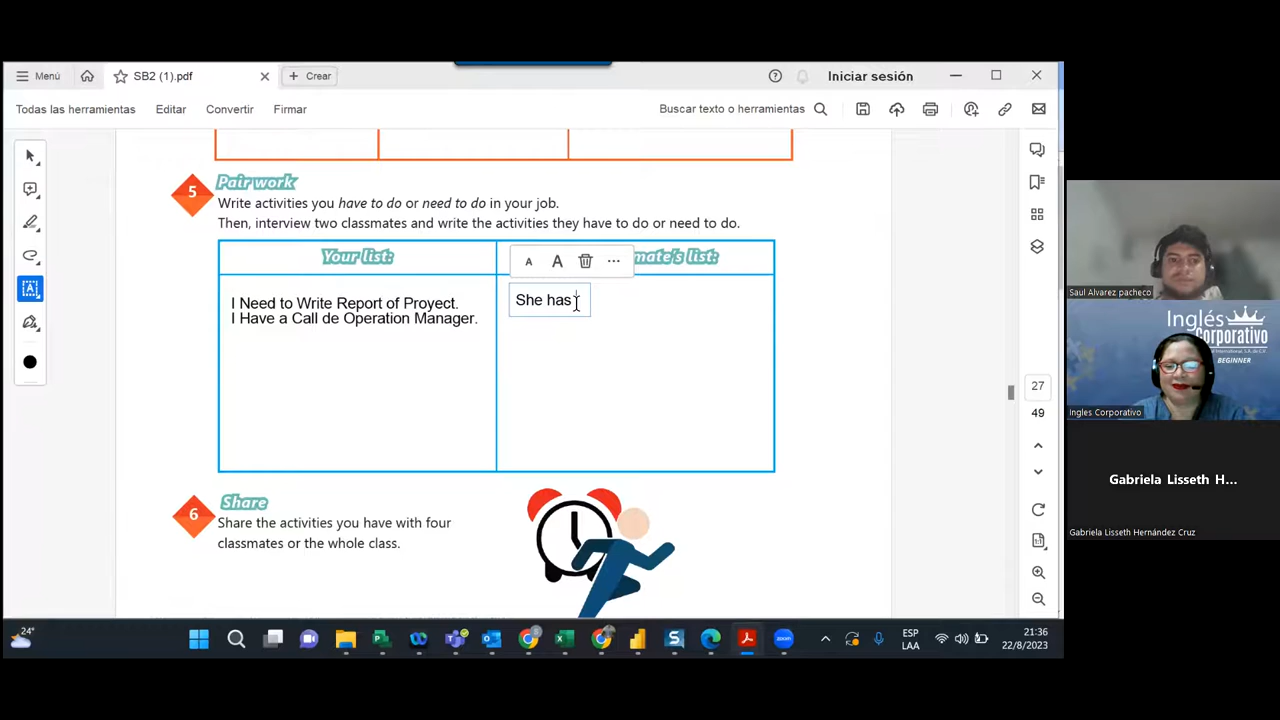 Menú
SB2 (1).pdf
Crear
Iniciar sesión
Todas las herramientas
Editar
Convertir
Firmar
Buscar texto o herramientas
5
Pair work
Write activities you have to do or need to do in your job.
Then, interview two classmates and write the activities they have to do or need to do.
Your list:
mate's list:
A A
I Need to Write Report of Proyect.
I Have a Call de Operation Manager.
She has
6
Share
Share the activities you have with four
classmates or the whole class.
27
49
Saul Alvarez pacheco
Inglés
Corporativo
BEGINNER
Ingles Corporativo
Gabriela Lisseth H...
Gabriela Lisseth Hernández Cruz
24°
zoom
ESP
LAA
21:36
22/8/2023